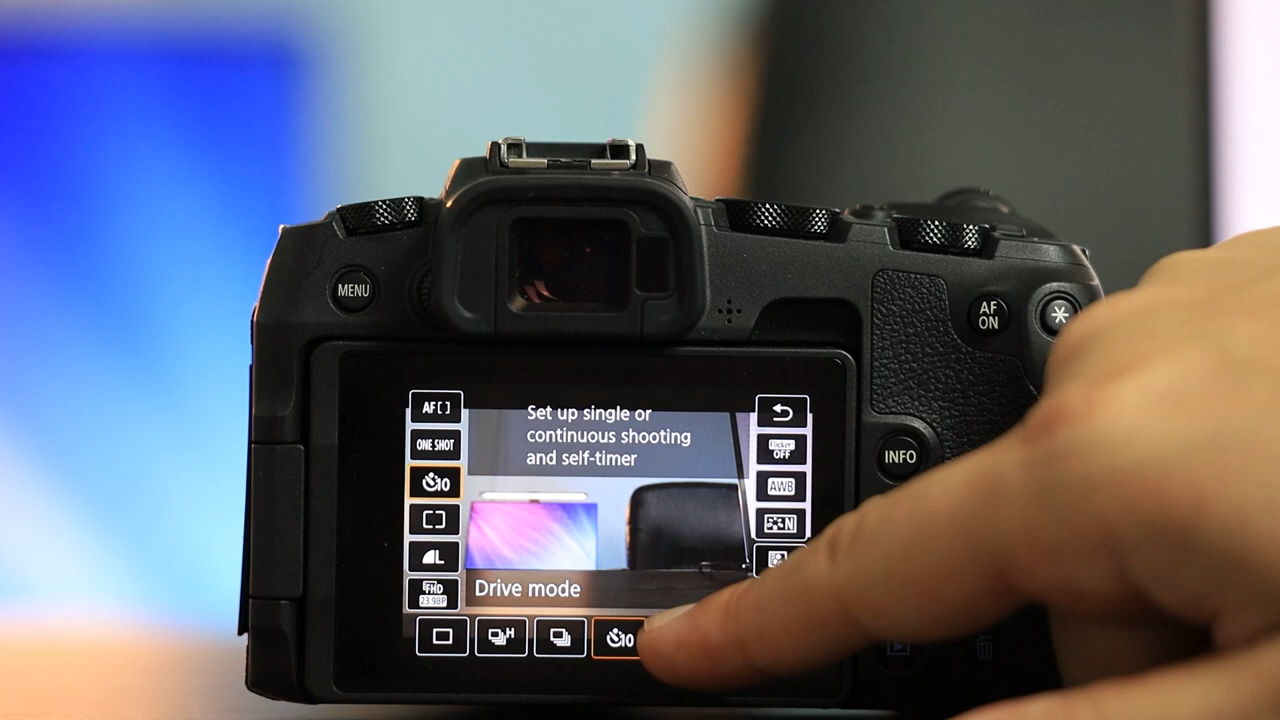 MENU
AF
ON
INFO
AF[ ]
ONE SHOT
10
L
FHD
23.98P
Set up single or
continuous shooting
and self-timer
Flicker
OFF
AWB
N
Drive mode
H
10